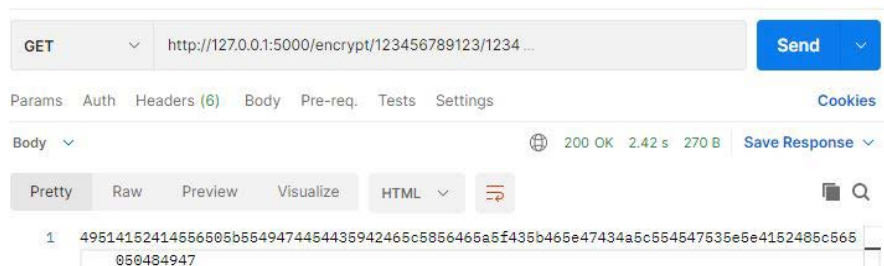 GET http://127.0.0.1:5000/encrypt/123456789123/1234 ... Send
Params Auth Headers (6) Body Pre-req. Tests Settings Cookies
Body 200 OK 2.42 s 270 B Save Response
Pretty Raw Preview Visualize HTML
1 49514152414556505b5549474454435942465c5856465a5f435b465e47434a5c554547535e5e4152485c565
050484947